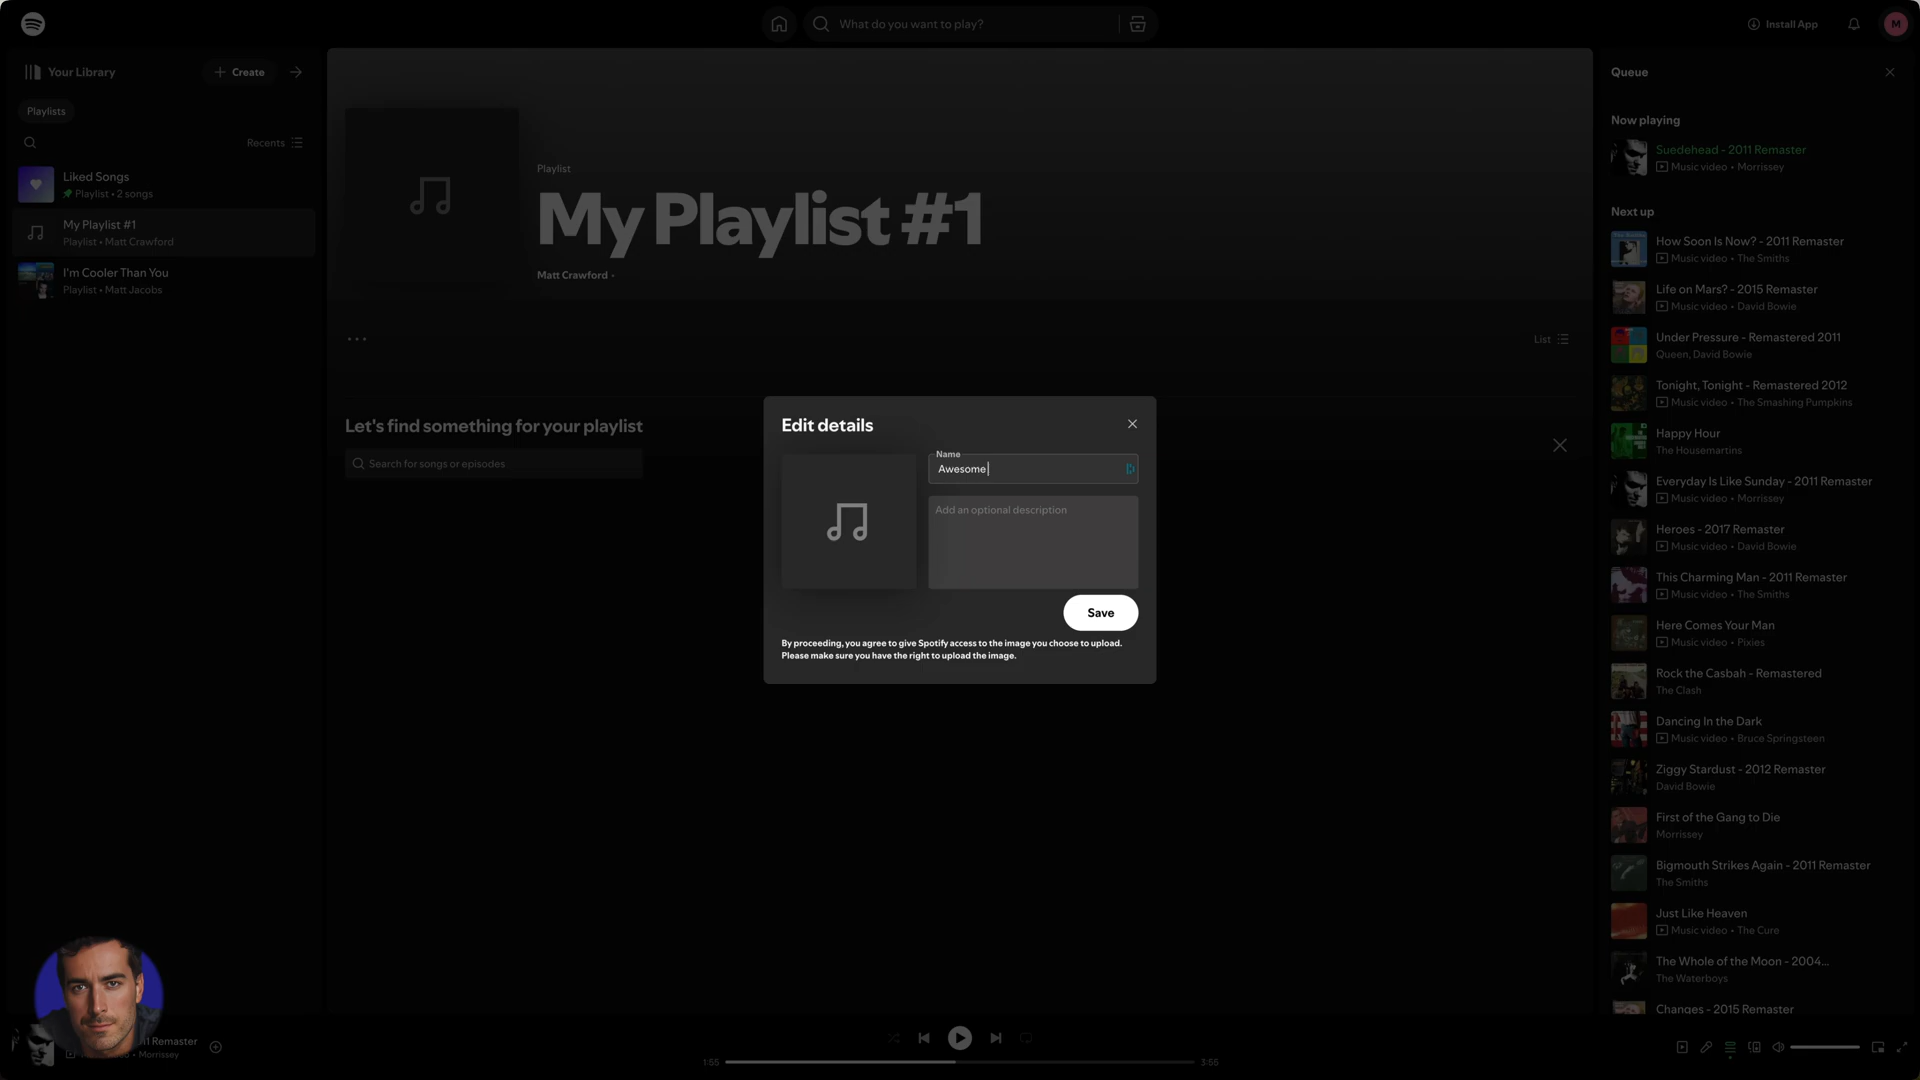 What do you want to play?
Install App
M
Your Library
Create
Playlists
Recents
Liked Songs
Playlist • 2 songs
My Playlist #1
Playlist • Matt Crawford
I'm Cooler Than You
Playlist • Matt Jacobs
Playlist
My Playlist #1
Matt Crawford •
List
Let's find something for your playlist
Search for songs or episodes
Edit details
Name
Awesome
Add an optional description
Save
By proceeding, you agree to give Spotify access to the image you choose to upload.
Please make sure you have the right to upload the image.
Queue
Now playing
Suedehead - 2011 Remaster
Music video • Morrissey
Next up
How Soon Is Now? - 2011 Remaster
Music video • The Smiths
Life on Mars? - 2015 Remaster
Music video • David Bowie
Under Pressure - Remastered 2011
Queen, David Bowie
Tonight, Tonight - Remastered 2012
Music video • The Smashing Pumpkins
Happy Hour
The Housemartins
Everyday Is Like Sunday - 2011 Remaster
Music video • Morrissey
Heroes - 2017 Remaster
Music video • David Bowie
This Charming Man - 2011 Remaster
Music video • The Smiths
Here Comes Your Man
Music video • Pixies
Rock the Casbah - Remastered
The Clash
Dancing In the Dark
Music video • Bruce Springsteen
Ziggy Stardust - 2012 Remaster
David Bowie
First of the Gang to Die
Morrissey
Bigmouth Strikes Again - 2011 Remaster
The Smiths
Just Like Heaven
Music video • The Cure
The Whole of the Moon - 2004...
The Waterboys
Changes - 2015 Remaster
11 Remaster
• Morrissey
1:55
3:56